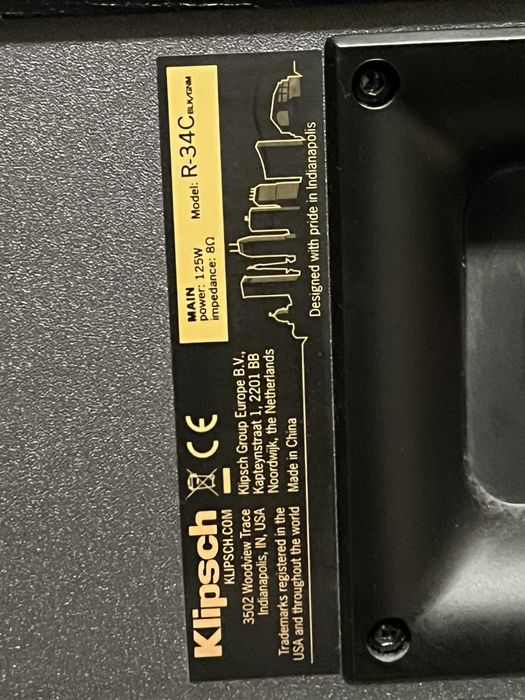 Klipsch
KLIPSCH.COM
3502 Woodview Trace
Indianapolis, IN, USA
Trademarks registered in the
USA and throughout the world
CE
Klipsch Group Europe B.V.,
Kapteynstraat 1, 2201 BB
Noordwijk, the Netherlands
Made in China
MAIN
power: 125W
impedance: 8Ω
Model: R-34C BLK/GNM
Designed with pride in Indianapolis